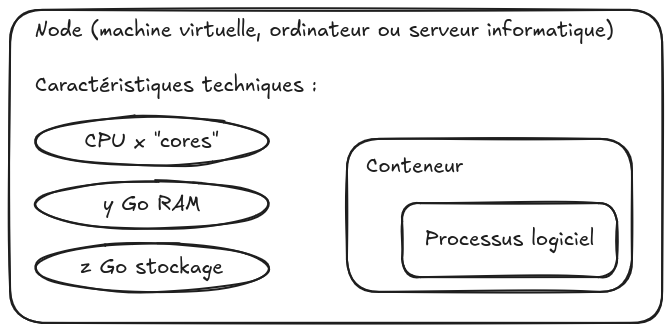 Node (machine virtuelle, ordinateur ou serveur informatique)
Caractéristiques techniques :
CPU x "cores"
y Go RAM
z Go stockage
Conteneur
Processus logiciel